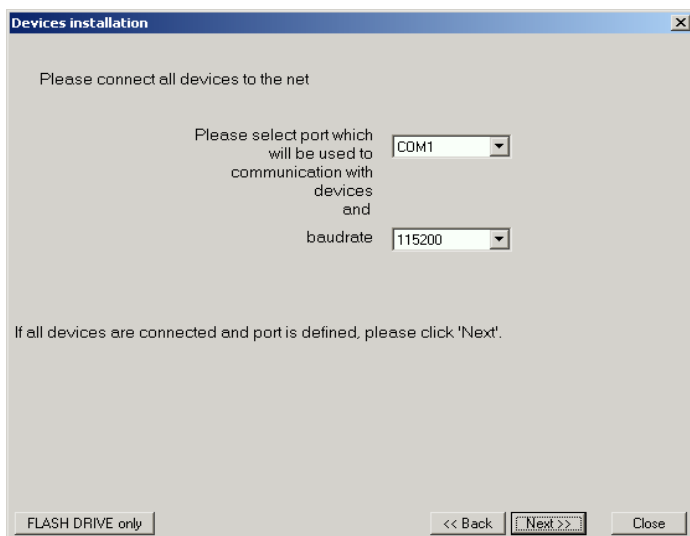 Devices installation
Please connect all devices to the net
Please select port which
will be used to
communication with
devices
and
COM1
baudrate
115200
If all devices are connected and port is defined, please click 'Next'.
FLASH DRIVE only
<< Back
Next >>
Close